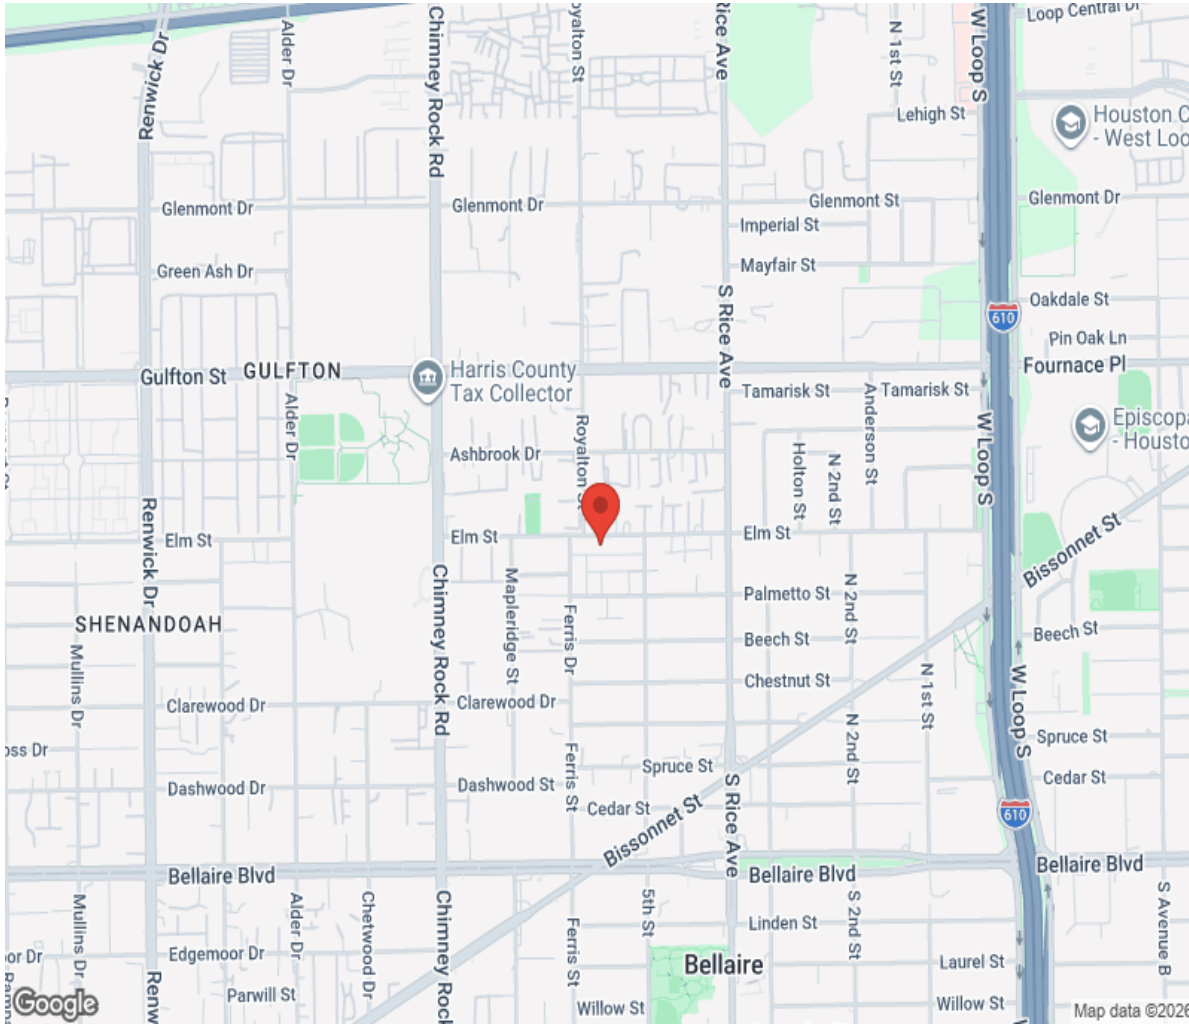 Loop Central Dr
Renwick Dr
Alder Dr
Chimney Rock Rd
Royalton St
Rice Ave
N 1st St
W Loop S
Lehigh St
Houston C
- West Loo
Glenmont Dr
Glenmont Dr
Glenmont St
Glenmont Dr
Imperial St
Green Ash Dr
Mayfair St
Oakdale St
S Rice Ave
610
Pin Oak Ln
Gulfton St
GULFTON
Harris County
Tax Collector
Fournace Pl
Tamarisk St
Tamarisk St
Alder Dr
Anderson St
Episcopa
- Housto
W Loop S
Royalton St
Ashbrook Dr
Holton St
N 2nd St
Renwick Dr
Elm St
Elm St
Elm St
Bissonnet St
Chimney Rock Rd
Mapleridge St
Ferris Dr
Palmetto St
N 2nd St
SHENANDOAH
Beech St
Beech St
Mullins Dr
Chestnut St
N 1st St
W Loop S
Clarewood Dr
Clarewood Dr
N 2nd St
Spruce St
oss Dr
Ferris St
Spruce St
Dashwood Dr
Dashwood St
S Rice Ave
Cedar St
Cedar St
Bissonnet St
610
Bellaire Blvd
Bellaire Blvd
Bellaire Blvd
Mullins Dr
Alder Dr
Chetwood Dr
Chimney Rock
Ferris St
5th St
Linden St
S 2nd St
S Avenue B
oor Dr
Edgemoor Dr
Bellaire
Laurel St
Renw
Parwill St
Willow St
Willow St
Google
Map data ©2026